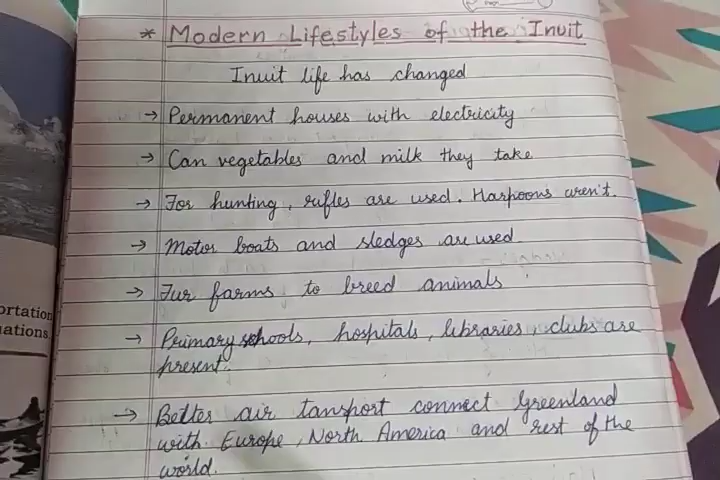 * Modern Lifestyles of the Inuit
Inuit life has changed
→ Permanent houses with electricity
→ Can vegetables and milk they take
→ For hunting, rifles are used. Harpoons aren't.
→ Motor boats and sledges are used
→ Fur farms to breed animals
→ Primary schools, hospitals, libraries, clubs are
present.
→ Better air tansport connect Greenland
with Europe, North America and rest of the
world.
ortation
ations